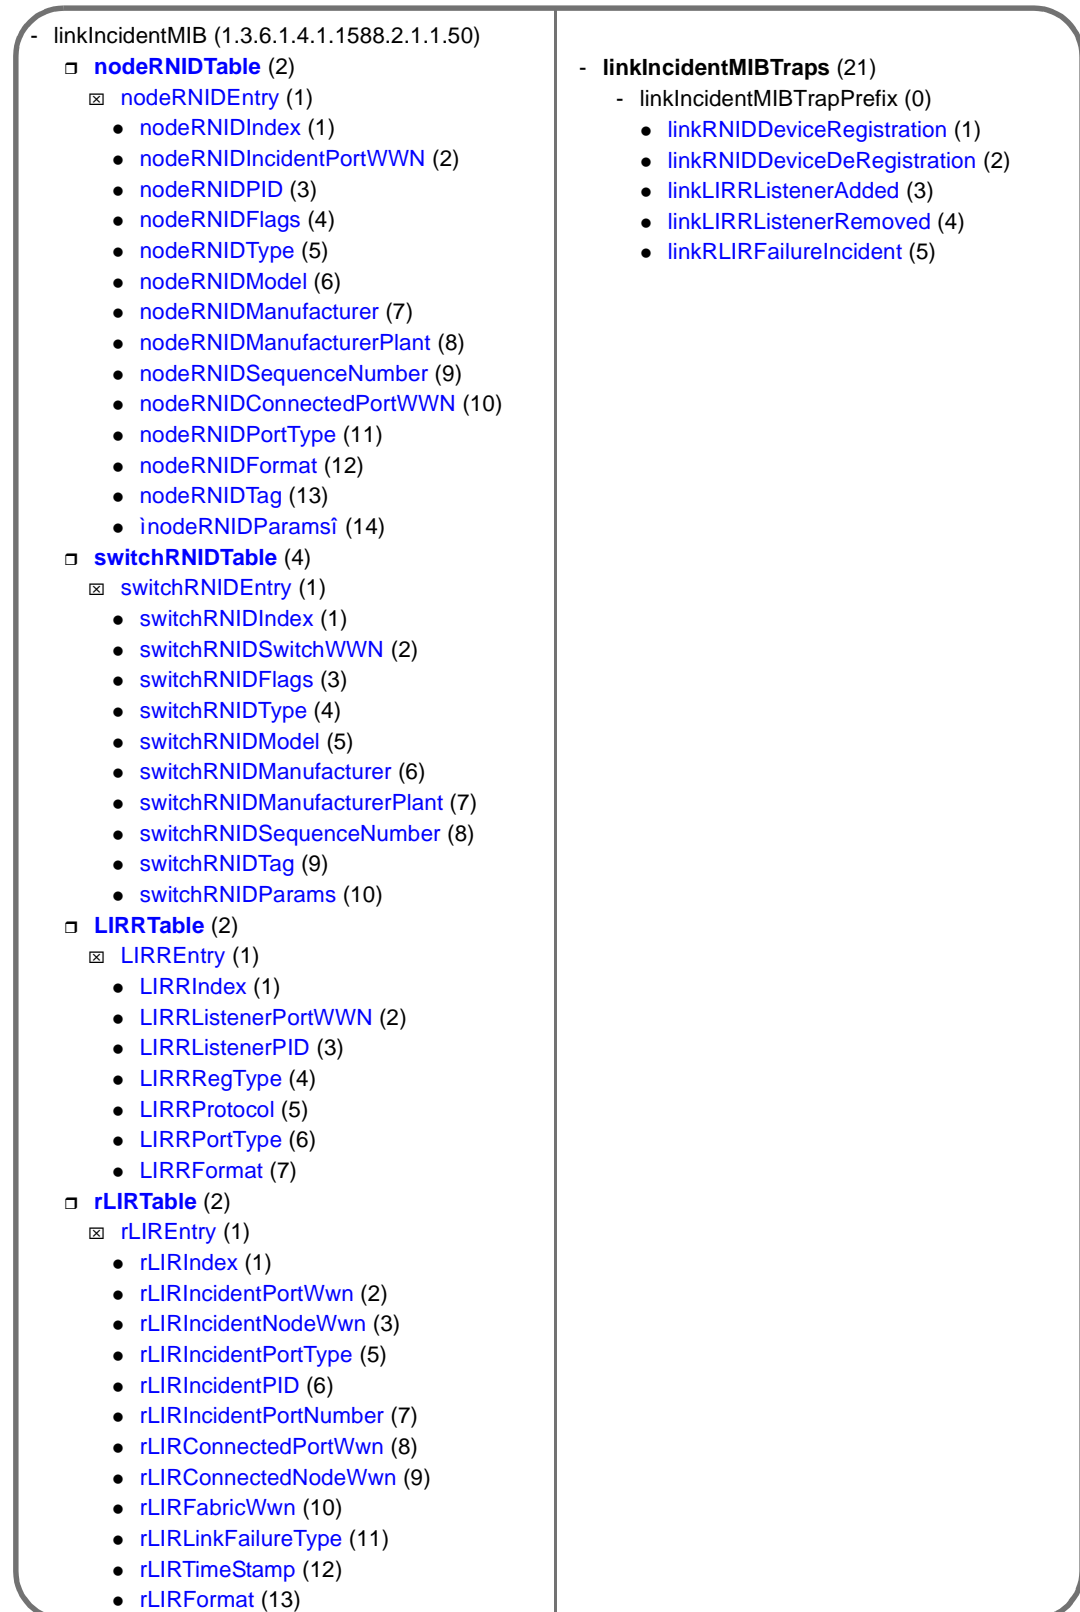 - linkIncidentMIB (1.3.6.1.4.1.1588.2.1.1.50)
❒ nodeRNIDTable (2)
☒ nodeRNIDEntry (1)
● nodeRNIDIndex (1)
● nodeRNIDIncidentPortWWN (2)
● nodeRNIDPID (3)
● nodeRNIDFlags (4)
● nodeRNIDType (5)
● nodeRNIDModel (6)
● nodeRNIDManufacturer (7)
● nodeRNIDManufacturerPlant (8)
● nodeRNIDSequenceNumber (9)
● nodeRNIDConnectedPortWWN (10)
● nodeRNIDPortType (11)
● nodeRNIDFormat (12)
● nodeRNIDTag (13)
● ìnodeRNIDParamsî (14)
❒ switchRNIDTable (4)
☒ switchRNIDEntry (1)
● switchRNIDIndex (1)
● switchRNIDSwitchWWN (2)
● switchRNIDFlags (3)
● switchRNIDType (4)
● switchRNIDModel (5)
● switchRNIDManufacturer (6)
● switchRNIDManufacturerPlant (7)
● switchRNIDSequenceNumber (8)
● switchRNIDTag (9)
● switchRNIDParams (10)
❒ LIRRTable (2)
☒ LIRREntry (1)
● LIRRIndex (1)
● LIRRListenerPortWWN (2)
● LIRRListenerPID (3)
● LIRRRegType (4)
● LIRRProtocol (5)
● LIRRPortType (6)
● LIRRFormat (7)
❒ rLIRTable (2)
☒ rLIREntry (1)
● rLIRIndex (1)
● rLIRIncidentPortWwn (2)
● rLIRIncidentNodeWwn (3)
● rLIRIncidentPortType (5)
● rLIRIncidentPID (6)
● rLIRIncidentPortNumber (7)
● rLIRConnectedPortWwn (8)
● rLIRConnectedNodeWwn (9)
● rLIRFabricWwn (10)
● rLIRLinkFailureType (11)
● rLIRTimeStamp (12)
● rLIRFormat (13)
- linkIncidentMIBTraps (21)
- linkIncidentMIBTrapPrefix (0)
● linkRNIDDeviceRegistration (1)
● linkRNIDDeviceDeRegistration (2)
● linkLIRRListenerAdded (3)
● linkLIRRListenerRemoved (4)
● linkRLIRFailureIncident (5)